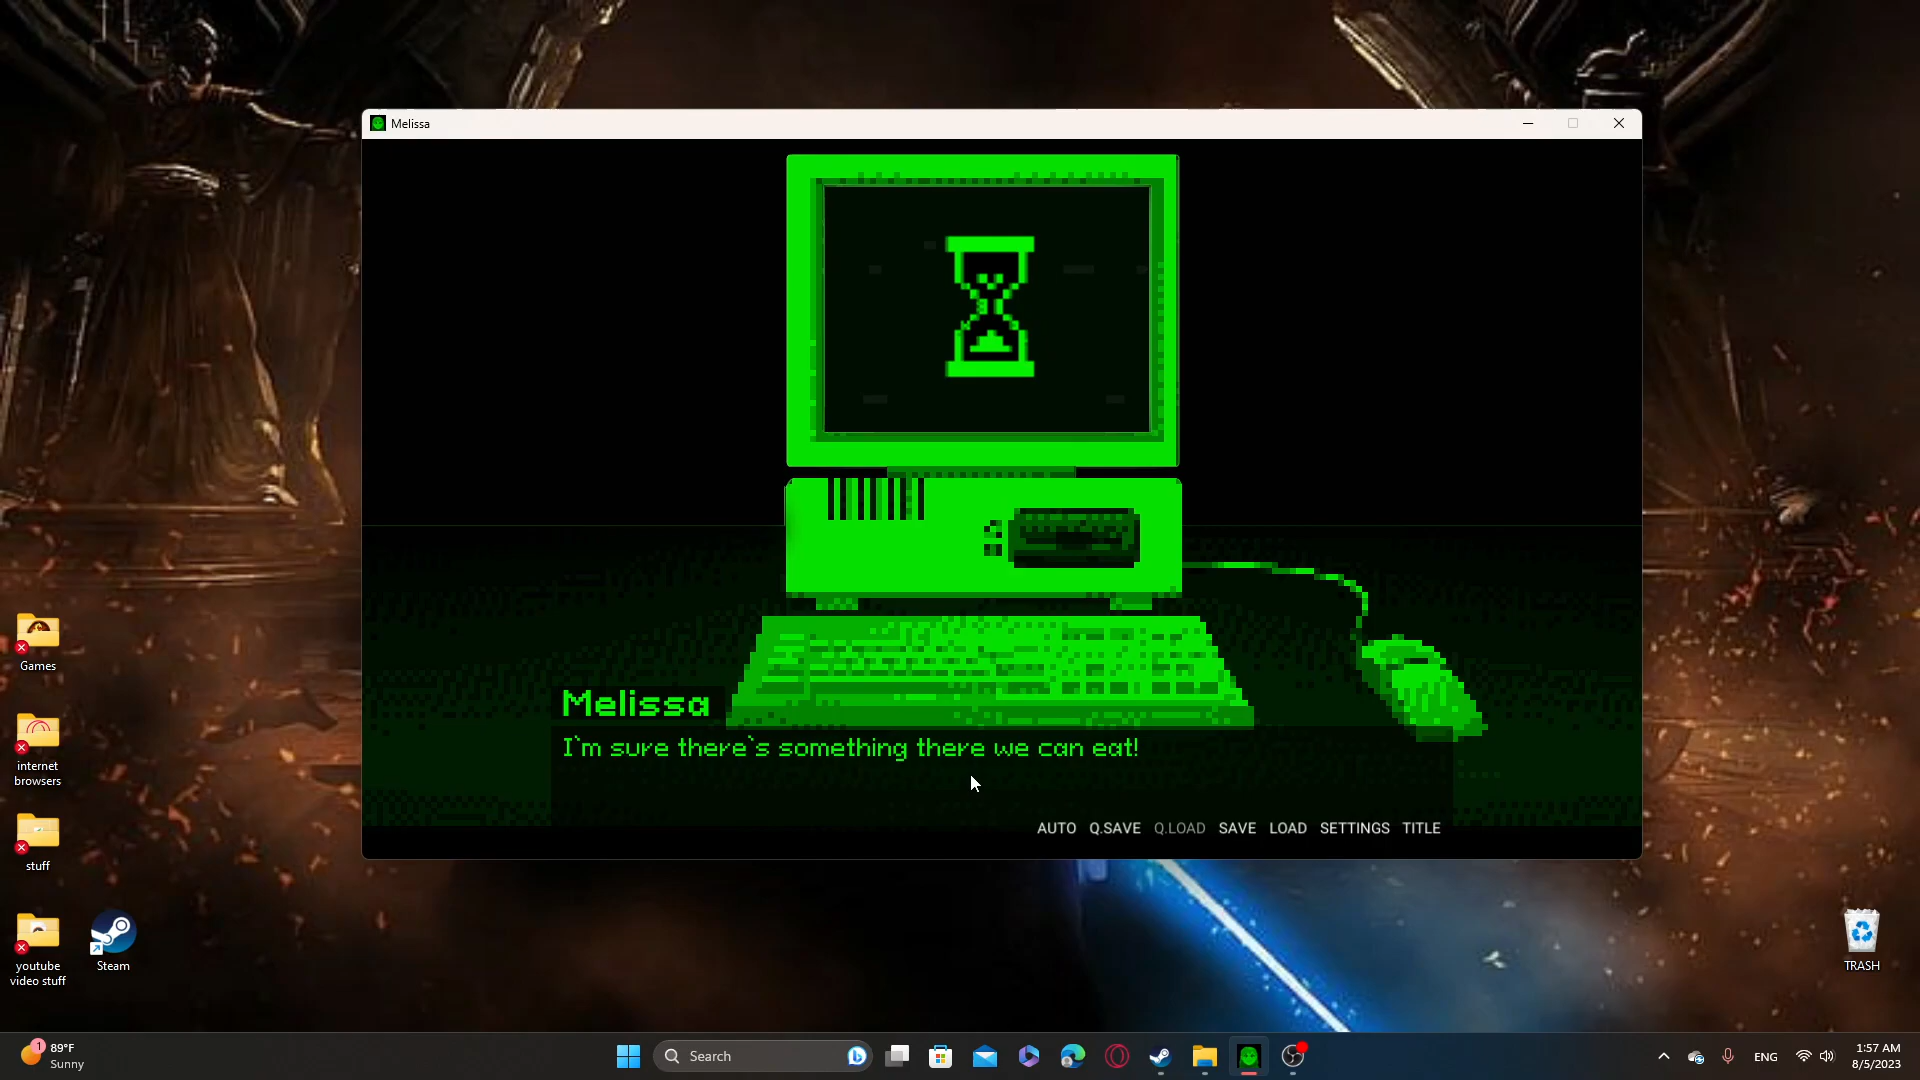 Melissa
Melissa
I`m sure there`s something there we can eat!
AUTO Q.SAVE Q.LOAD SAVE LOAD SETTINGS TITLE
Games
internet
browsers
stuff
youtube
video stuff
Steam
TRASH
1
89°F
Sunny
Search
ENG
1:57 AM
8/5/2023